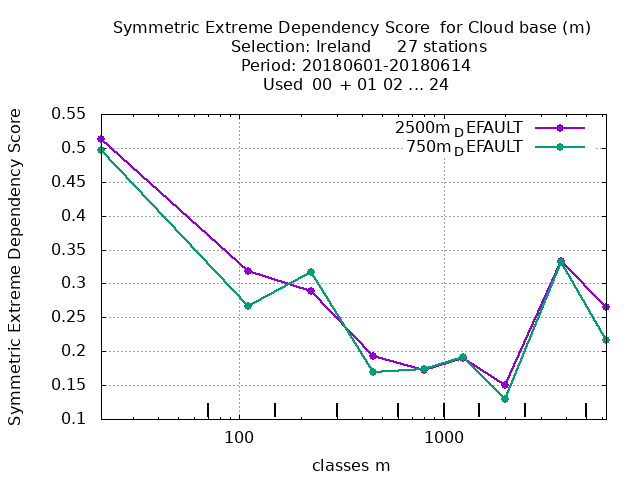 Symmetric Extreme Dependency Score for Cloud base (m)
Selection: Ireland 27 stations
Period: 20180601-20180614
Used 00 + 01 02 ... 24
Symmetric Extreme Dependency Score
0.55
0.5
0.45
0.4
0.35
0.3
0.25
0.2
0.15
0.1
2500m_DEFAULT
750m_DEFAULT
100 1000
classes m